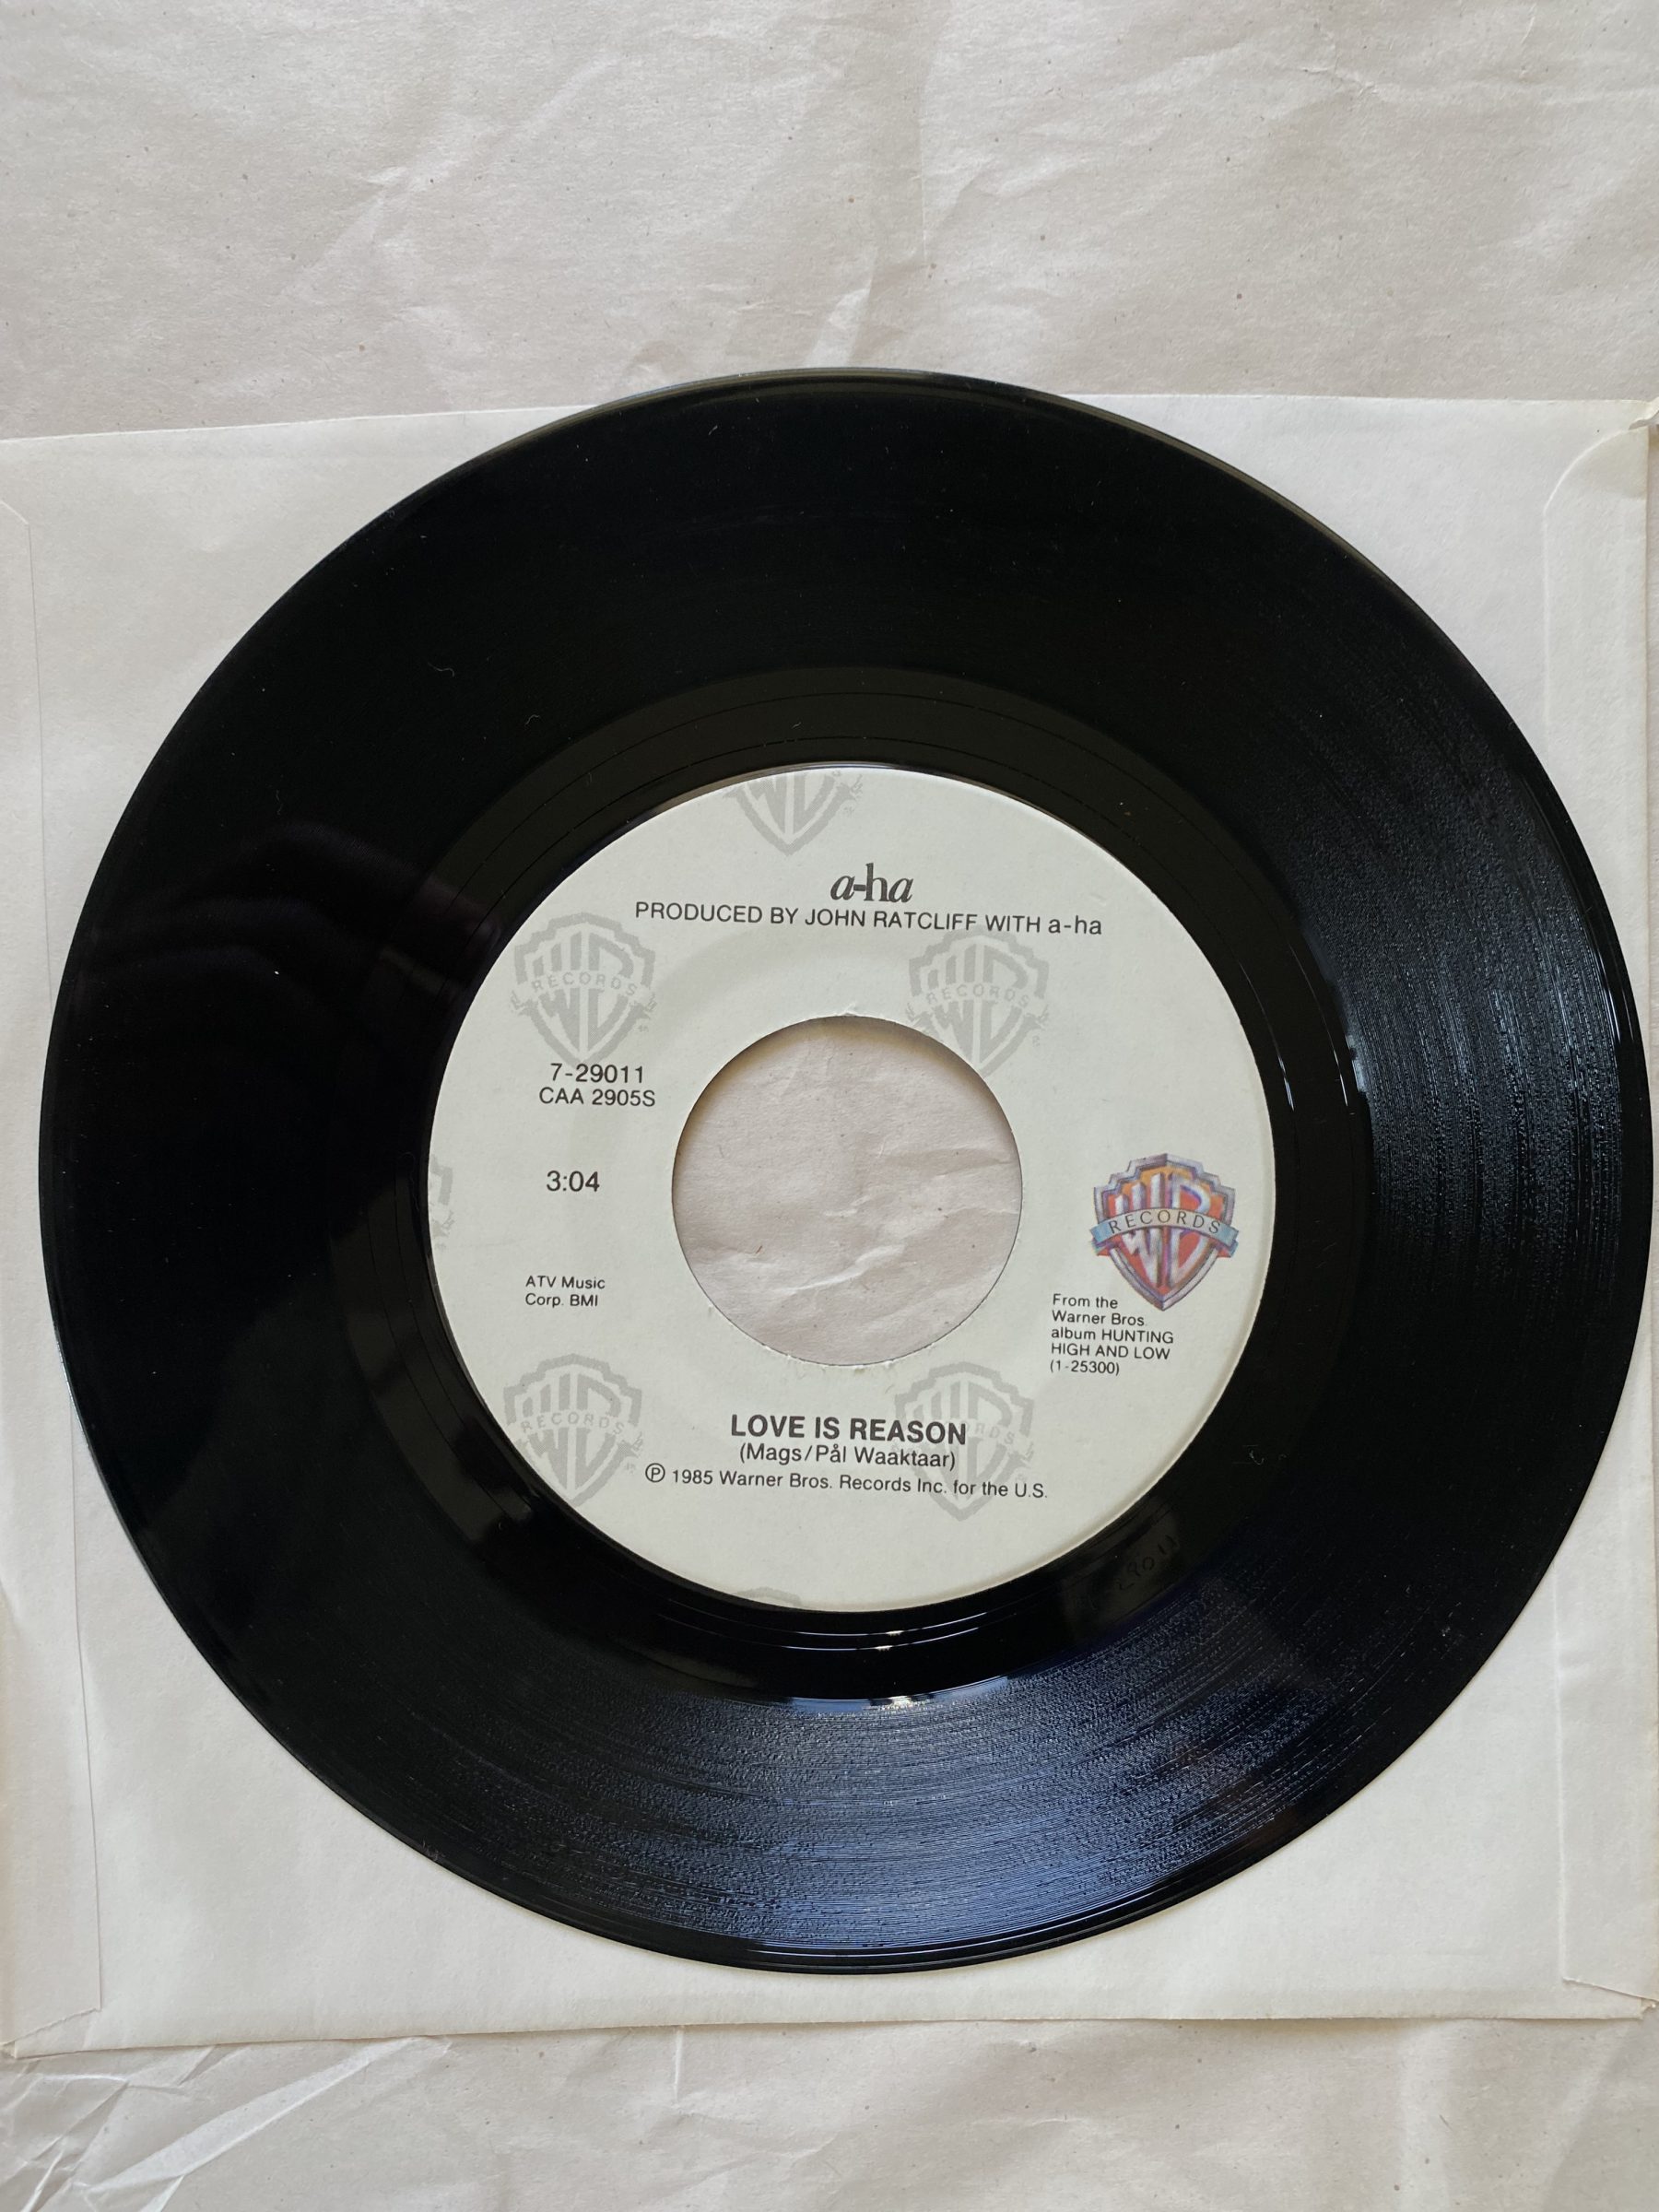 a-ha
PRODUCED BY JOHN RATCLIFF WITH a-ha
RECORDS
RECORDS
7-29011
CAA 2905S
3:04
RECORDS
ATV Music
Corp. BMI
From the
Warner Bros.
album HUNTING
HIGH AND LOW
(1-25300)
RECORDS
LOVE IS REASON
(Mags/Pål Waaktaar)
℗ 1985 Warner Bros. Records Inc. for the U.S.